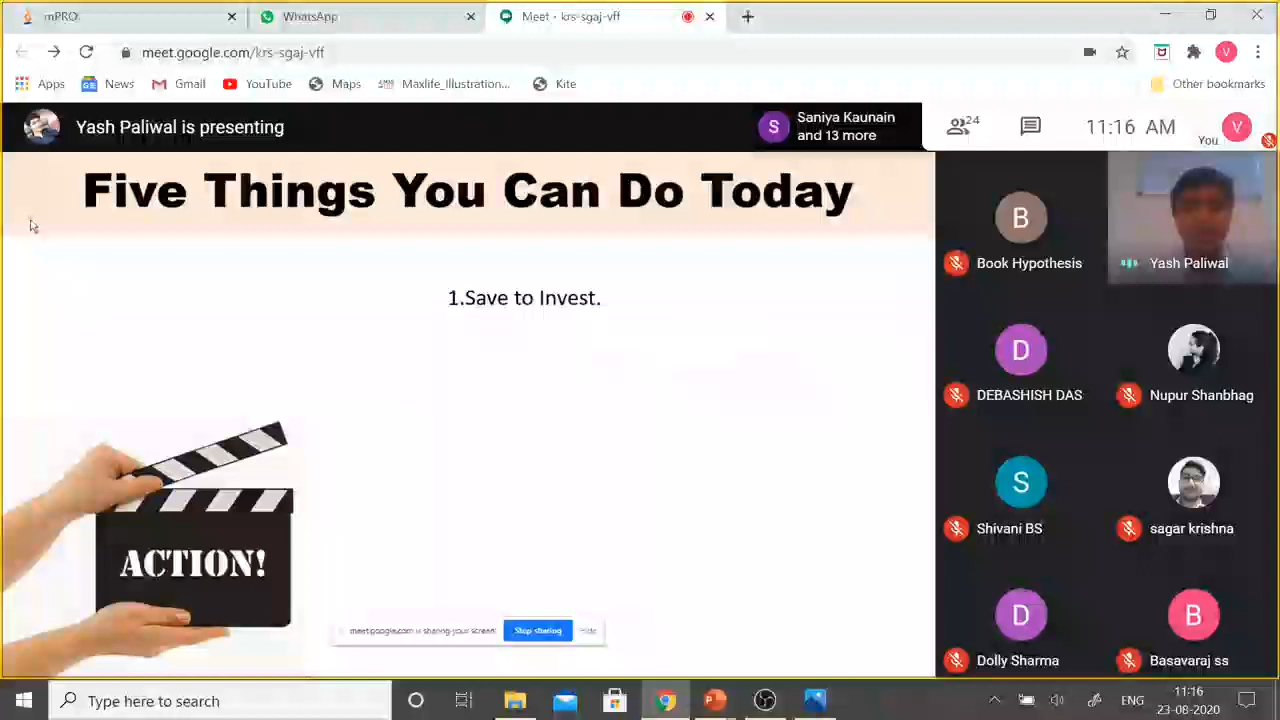 mPRO
WhatsApp
Meet - krs-sgaj-vff
meet.google.com/krs-sgaj-vff
V
Apps
GE
News
Gmail
YouTube
Maps
Maxlife_Illustration...
Kite
Other bookmarks
Yash Paliwal is presenting
S
Saniya Kaunain
and 13 more
24
11:16 AM
You
V
Five Things You Can Do Today
1.Save to Invest.
ACTION!
meet.google.com is sharing your screen.
Stop sharing
Hide
B
Book Hypothesis
Yash Paliwal
D
DEBASHISH DAS
Nupur Shanbhag
S
Shivani BS
sagar krishna
D
Dolly Sharma
B
Basavaraj ss
Type here to search
ENG
11:16
23-08-2020